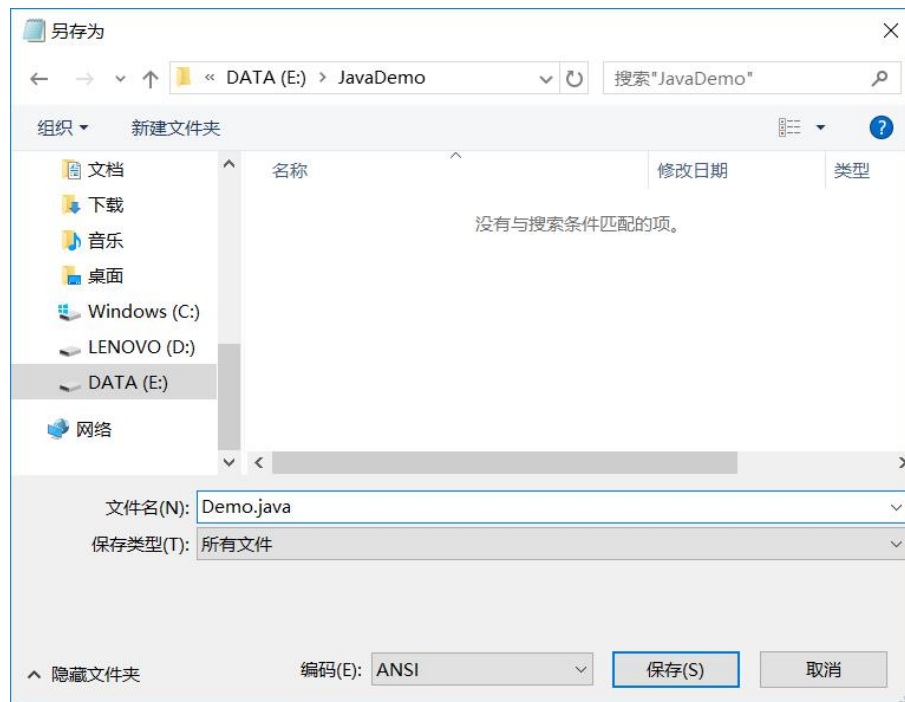 另存为
« DATA (E:) › JavaDemo
搜索"JavaDemo"
组织
新建文件夹
文档
下载
音乐
桌面
Windows (C:)
LENOVO (D:)
DATA (E:)
网络
名称
修改日期
类型
没有与搜索条件匹配的项。
文件名(N): Demo.java
保存类型(T): 所有文件
隐藏文件夹
编码(E): ANSI
保存(S)
取消